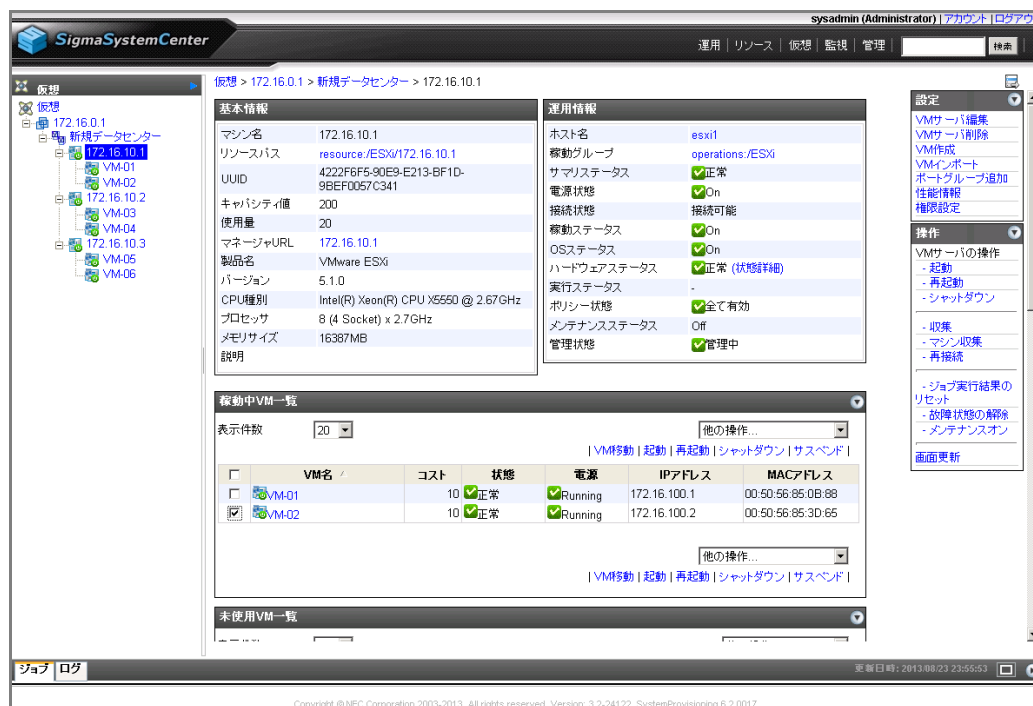 sysadmin (Administrator) | アカウント | ログアウ
SigmaSystemCenter
運用 | リソース | 仮想 | 監視 | 管理 | 検索
仮想
仮想
172.16.0.1
新規データセンター
172.16.10.1
VM-01
VM-02
172.16.10.2
VM-03
VM-04
172.16.10.3
VM-05
VM-06
仮想 > 172.16.0.1 > 新規データセンター > 172.16.10.1
基本情報
マシン名 172.16.10.1
リソースパス resource:/ESXi/172.16.10.1
UUID 4222F6F5-90E9-E213-BF1D-
9BEF0057C341
キャパシティ値 200
使用量 20
マネージャURL 172.16.10.1
製品名 VMware ESXi
バージョン 5.1.0
CPU種別 Intel(R) Xeon(R) CPU X5550 @ 2.67GHz
プロセッサ 8 (4 Socket) x 2.7GHz
メモリサイズ 16387MB
説明
運用情報
ホスト名 esxi1
稼動グループ operations:/ESXi
サマリステータス 正常
電源状態 On
接続状態 接続可能
稼動ステータス On
OSステータス On
ハードウェアステータス 正常 (状態詳細)
実行ステータス -
ポリシー状態 全て有効
メンテナンスステータス Off
管理状態 管理中
稼働中VM一覧
表示件数 20 他の操作...
| VM移動 | 起動 | 再起動 | シャットダウン | サスペンド |
VM名 コスト 状態 電源 IPアドレス MACアドレス
VM-01 10 正常 Running 172.16.100.1 00:50:56:85:0B:88
VM-02 10 正常 Running 172.16.100.2 00:50:56:85:3D:65
他の操作...
| VM移動 | 起動 | 再起動 | シャットダウン | サスペンド |
未使用VM一覧
設定
VMサーバ編集
VMサーバ削除
VM作成
VMインポート
ポートグループ追加
性能情報
権限設定
操作
VMサーバの操作
- 起動
- 再起動
- シャットダウン
- 収集
- マシン収集
- 再接続
- ジョブ実行結果の
リセット
- 故障状態の解除
- メンテナンスオン
画面更新
ジョブ ログ
更新日時: 2013/08/23 23:55:53
Copyright © NEC Corporation 2003-2013. All rights reserved. Version: 3.2-24122, SystemProvisioning 6.2.0017